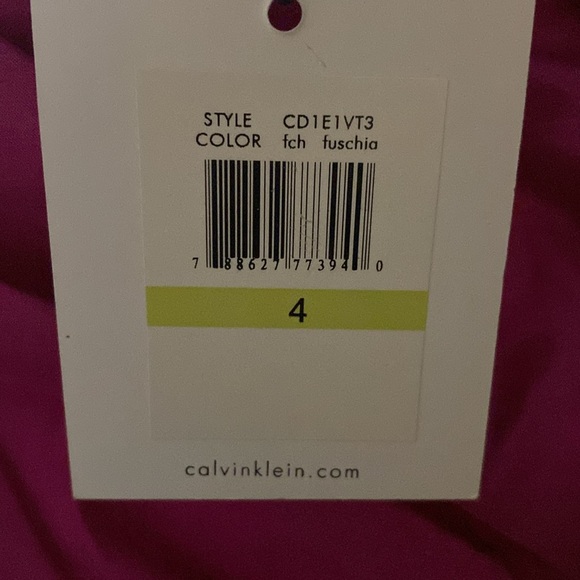 STYLE CD1E1VT3
COLOR fch fuschia
7 88627 77394 0
4
calvinklein.com